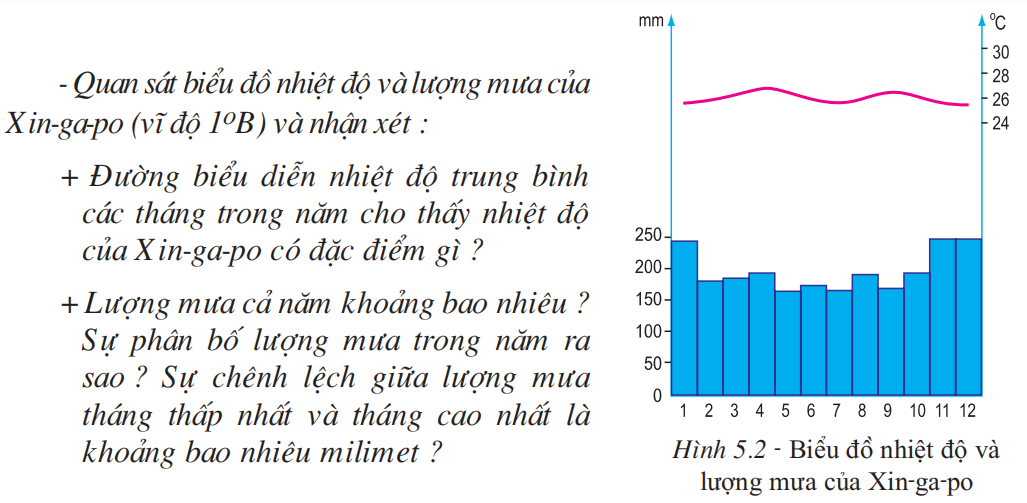 - Quan sát biểu đồ nhiệt độ và lượng mưa của
Xin-ga-po (vĩ độ 1°B) và nhận xét :
+ Đường biểu diễn nhiệt độ trung bình
các tháng trong năm cho thấy nhiệt độ
của Xin-ga-po có đặc điểm gì ?
+ Lượng mưa cả năm khoảng bao nhiêu ?
Sự phân bố lượng mưa trong năm ra
sao ? Sự chênh lệch giữa lượng mưa
tháng thấp nhất và tháng cao nhất là
khoảng bao nhiêu milimet ?
mm
°C
30
28
26
24
250
200
150
100
50
0
1 2 3 4 5 6 7 8 9 10 11 12
Hình 5.2 - Biểu đồ nhiệt độ và
lượng mưa của Xin-ga-po